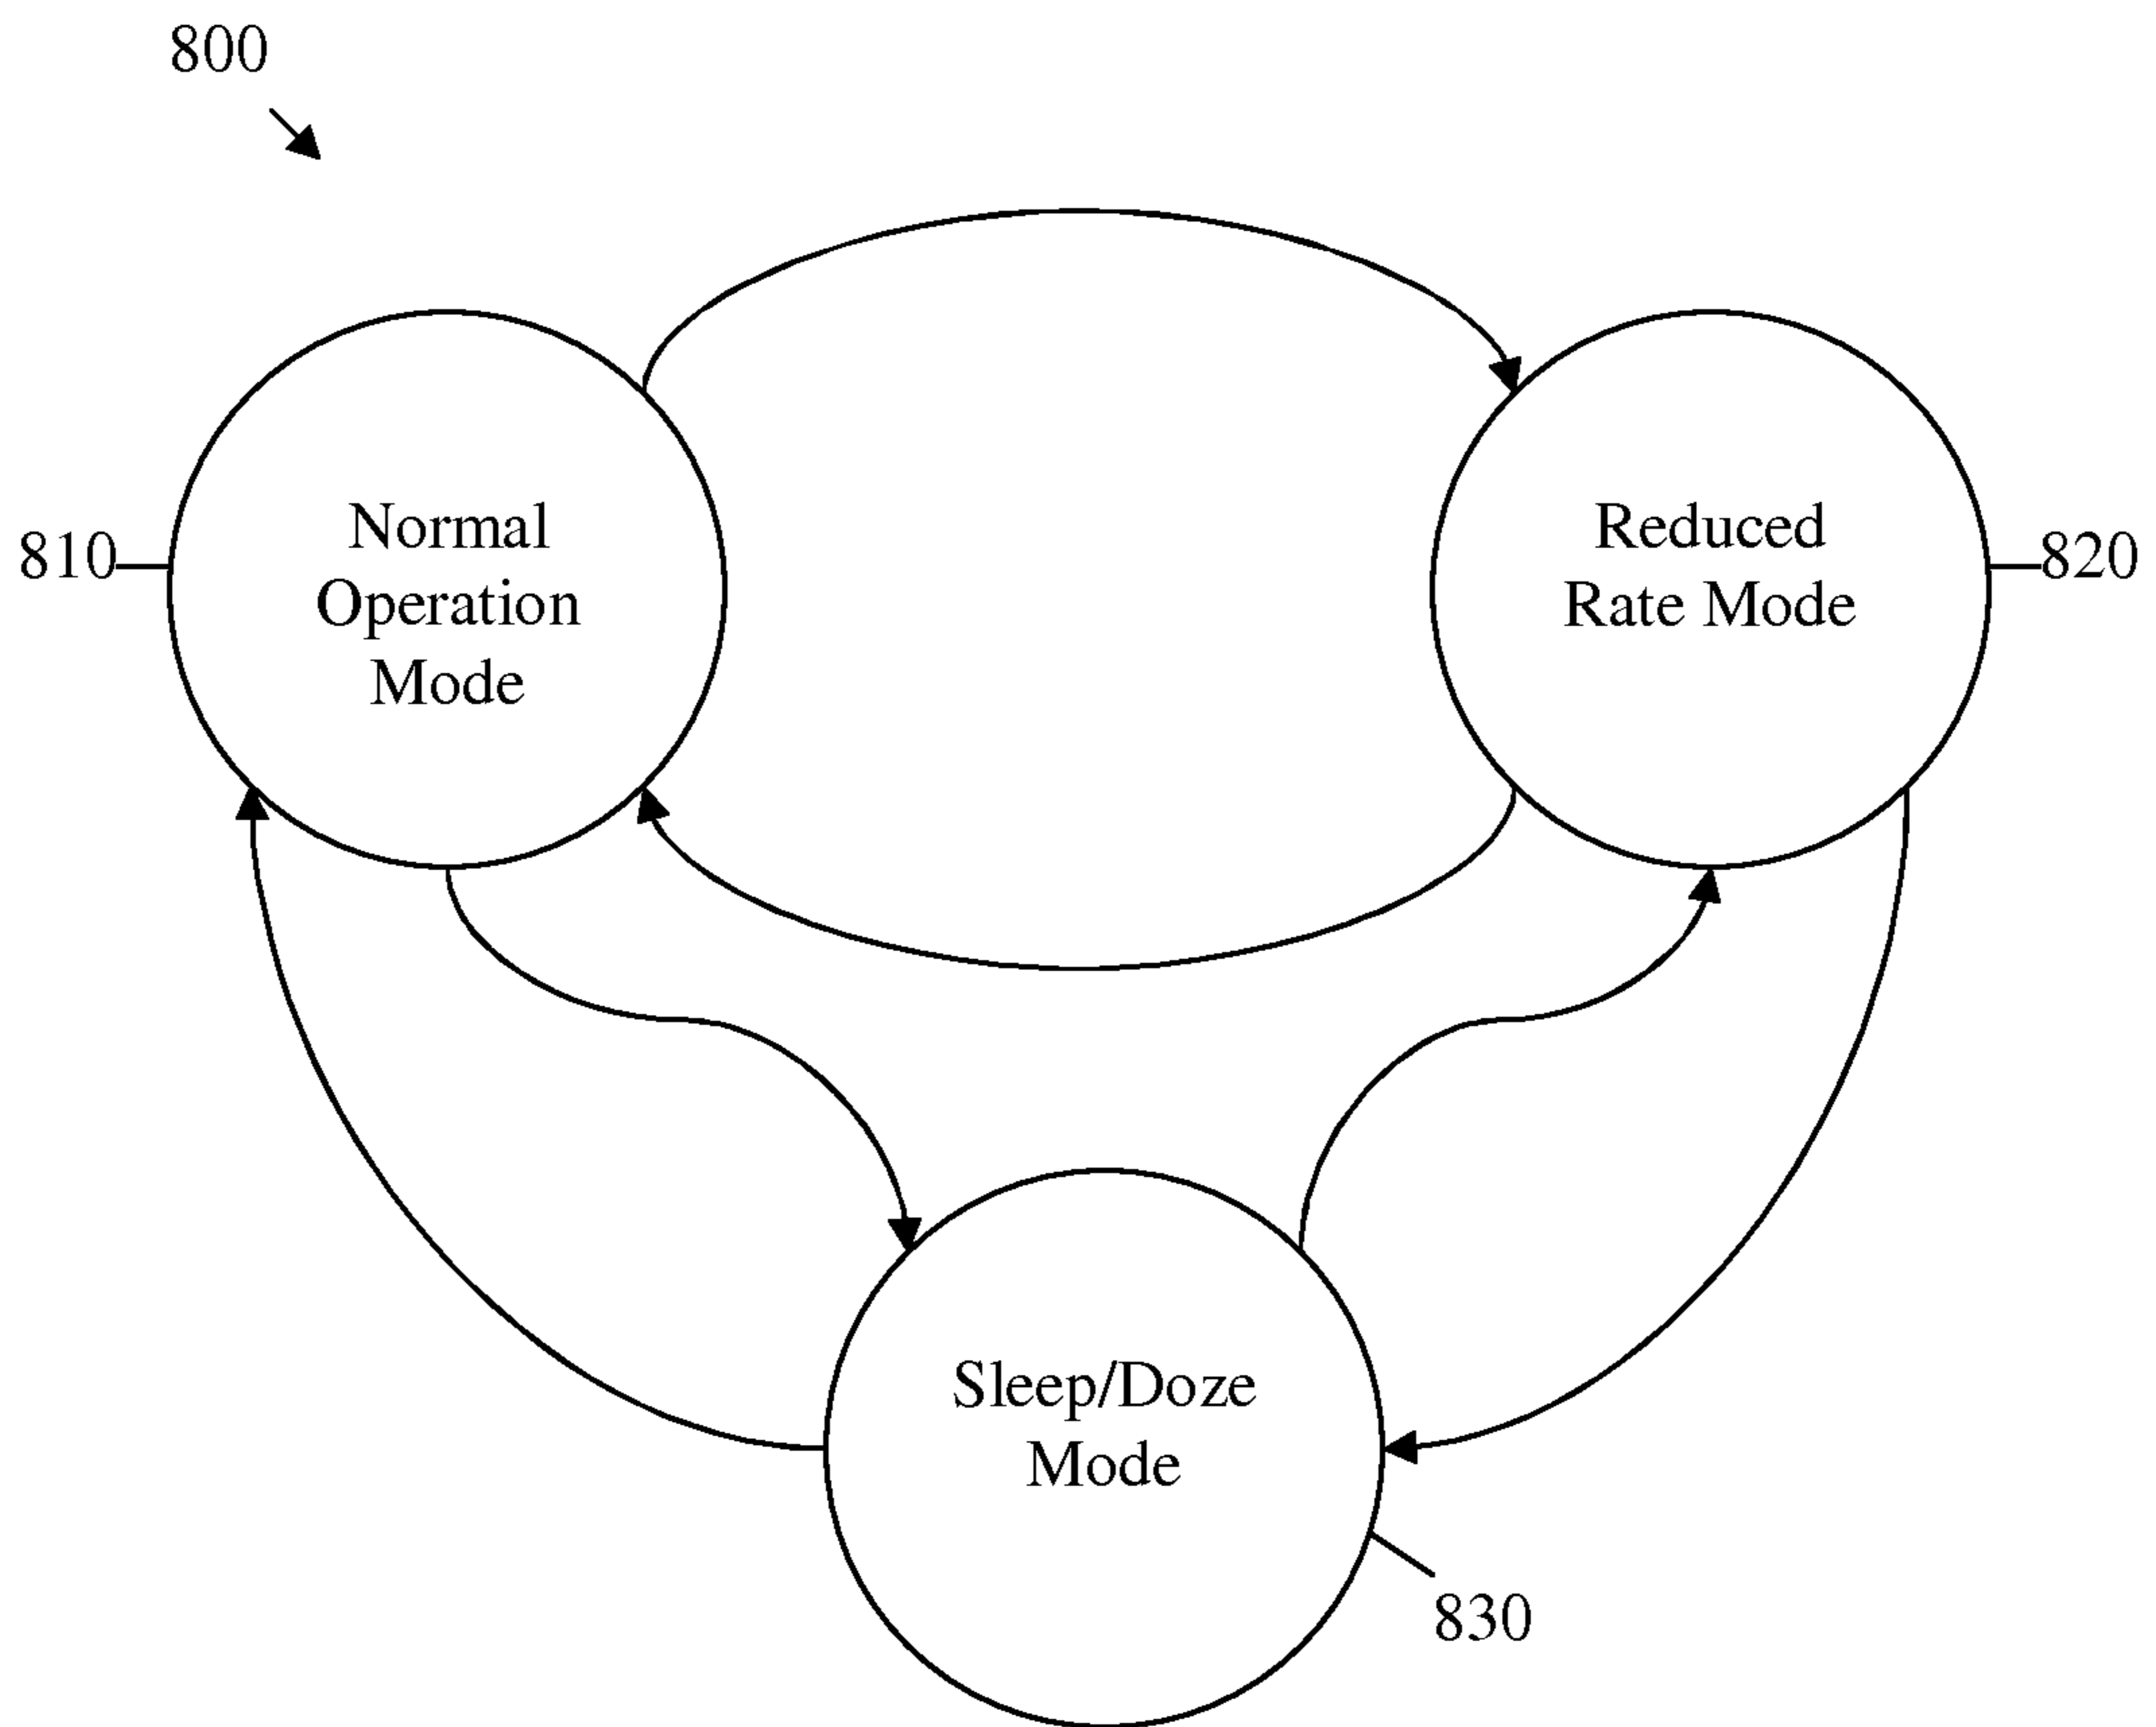 800
Normal
Operation
Mode
810
Reduced
Rate Mode
820
Sleep/Doze
Mode
830